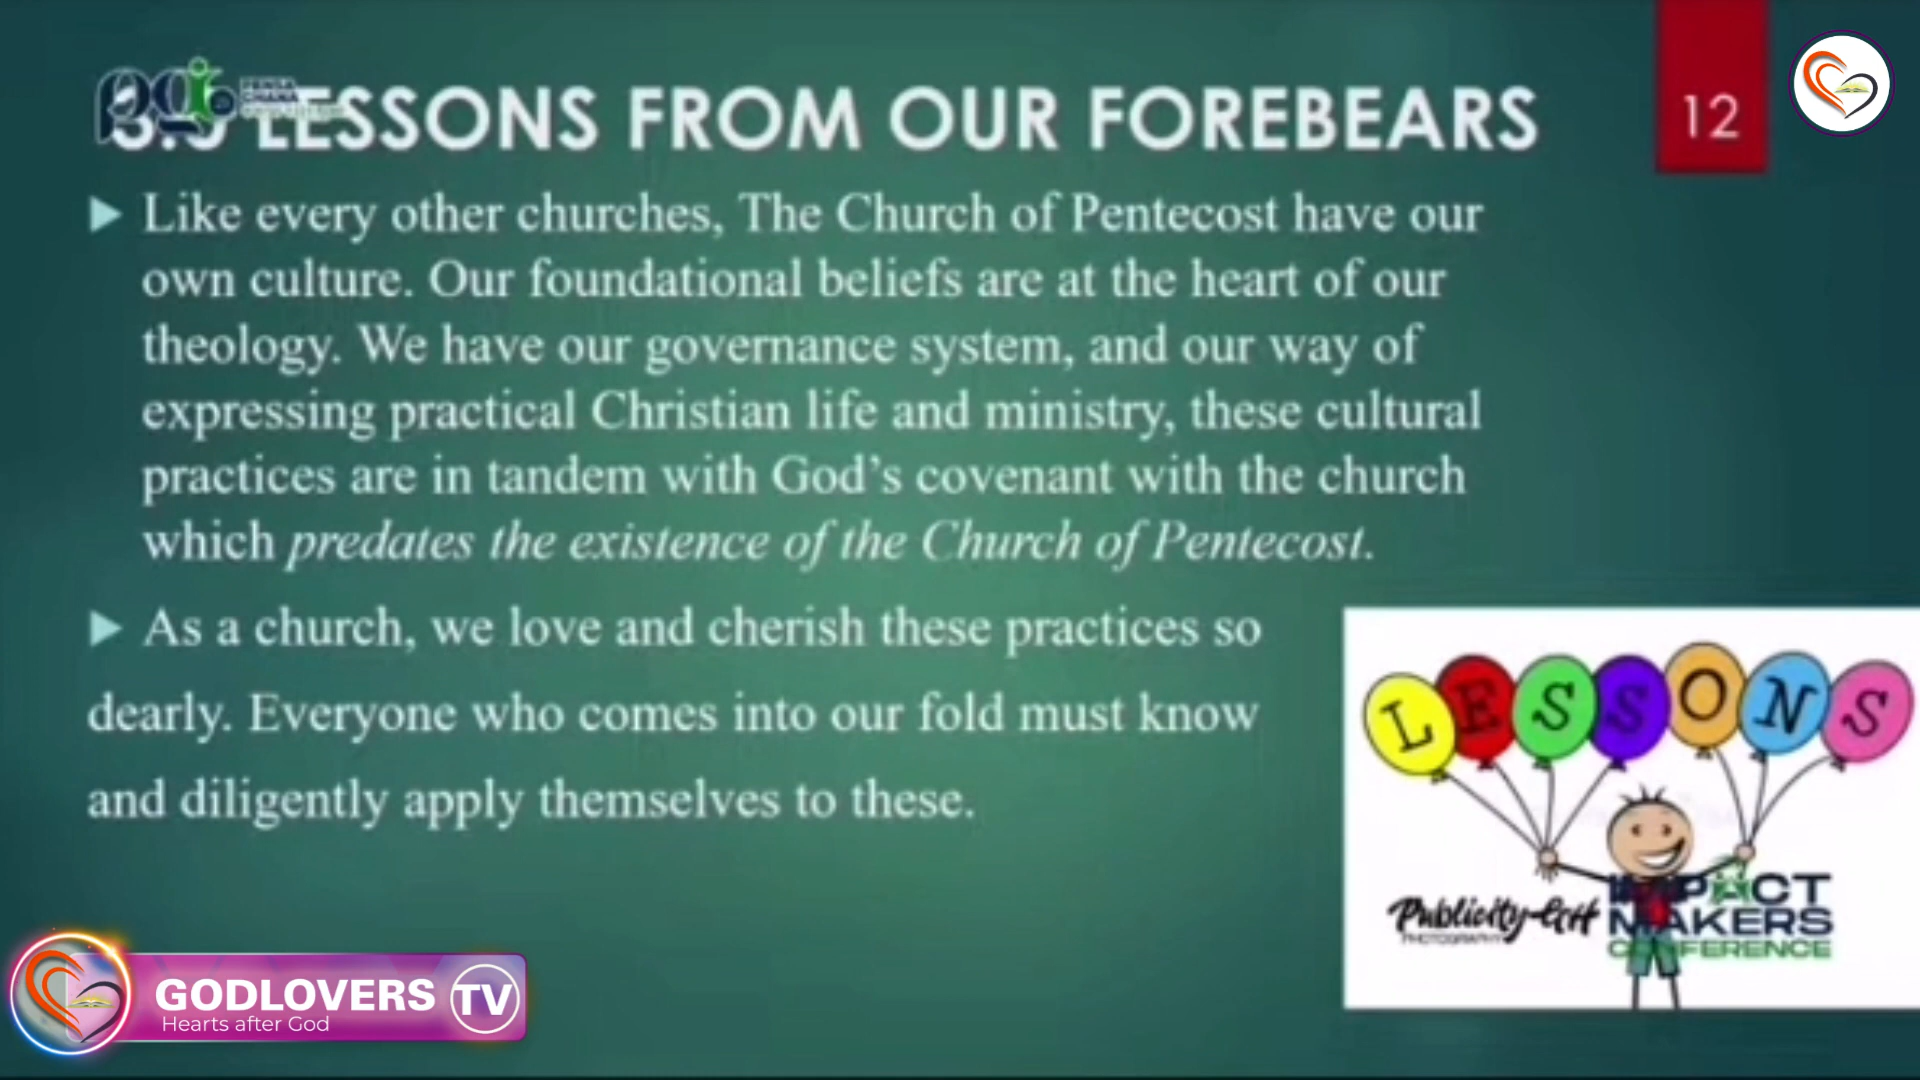 3.5 LESSONS FROM OUR FOREBEARS
12
Like every other churches, The Church of Pentecost have our
own culture. Our foundational beliefs are at the heart of our
theology. We have our governance system, and our way of
expressing practical Christian life and ministry, these cultural
practices are in tandem with God's covenant with the church
which predates the existence of the Church of Pentecost.
As a church, we love and cherish these practices so
dearly. Everyone who comes into our fold must know
and diligently apply themselves to these.
LESSONS
Publicity-GH
PHOTOGRAPHY
IMPACT
MAKERS
CONFERENCE
GODLOVERS TV
Hearts after God